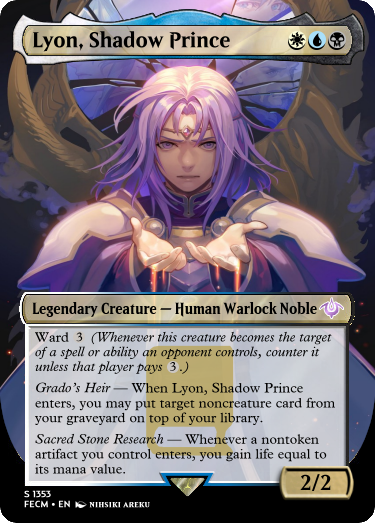 Lyon, Shadow Prince
Legendary Creature — Human Warlock Noble
Ward 3 (Whenever this creature becomes the target
of a spell or ability an opponent controls, counter it
unless that player pays 3.)
Grado's Heir — When Lyon, Shadow Prince
enters, you may put target noncreature card from
your graveyard on top of your library.
Sacred Stone Research — Whenever a nontoken
artifact you control enters, you gain life equal to
its mana value.
2/2
S 1353
FECM • EN NIHSIKI AREKU